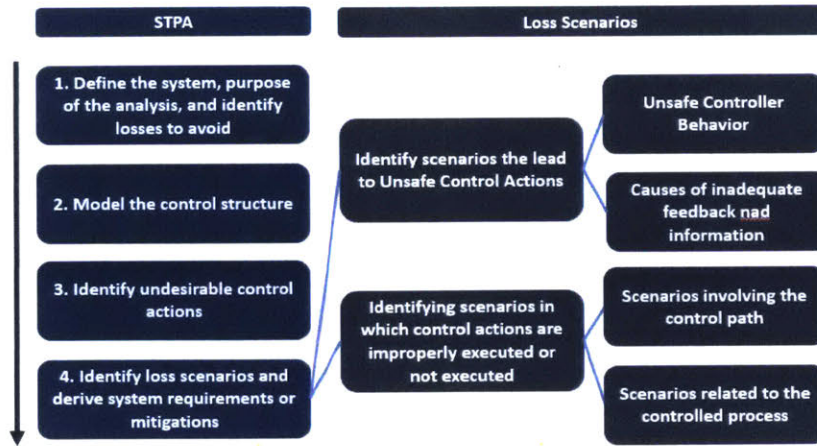 STPA
Loss Scenarios
1. Define the system, purpose
of the analysis, and identify
losses to avoid
2. Model the control structure
3. Identify undesirable control
actions
4. Identify loss scenarios and
derive system requirements or
mitigations
Identify scenarios the lead
to Unsafe Control Actions
Identifying scenarios in
which control actions are
improperly executed or
not executed
Unsafe Controller
Behavior
Causes of inadequate
feedback nad
information
Scenarios involving the
control path
Scenarios related to the
controlled process